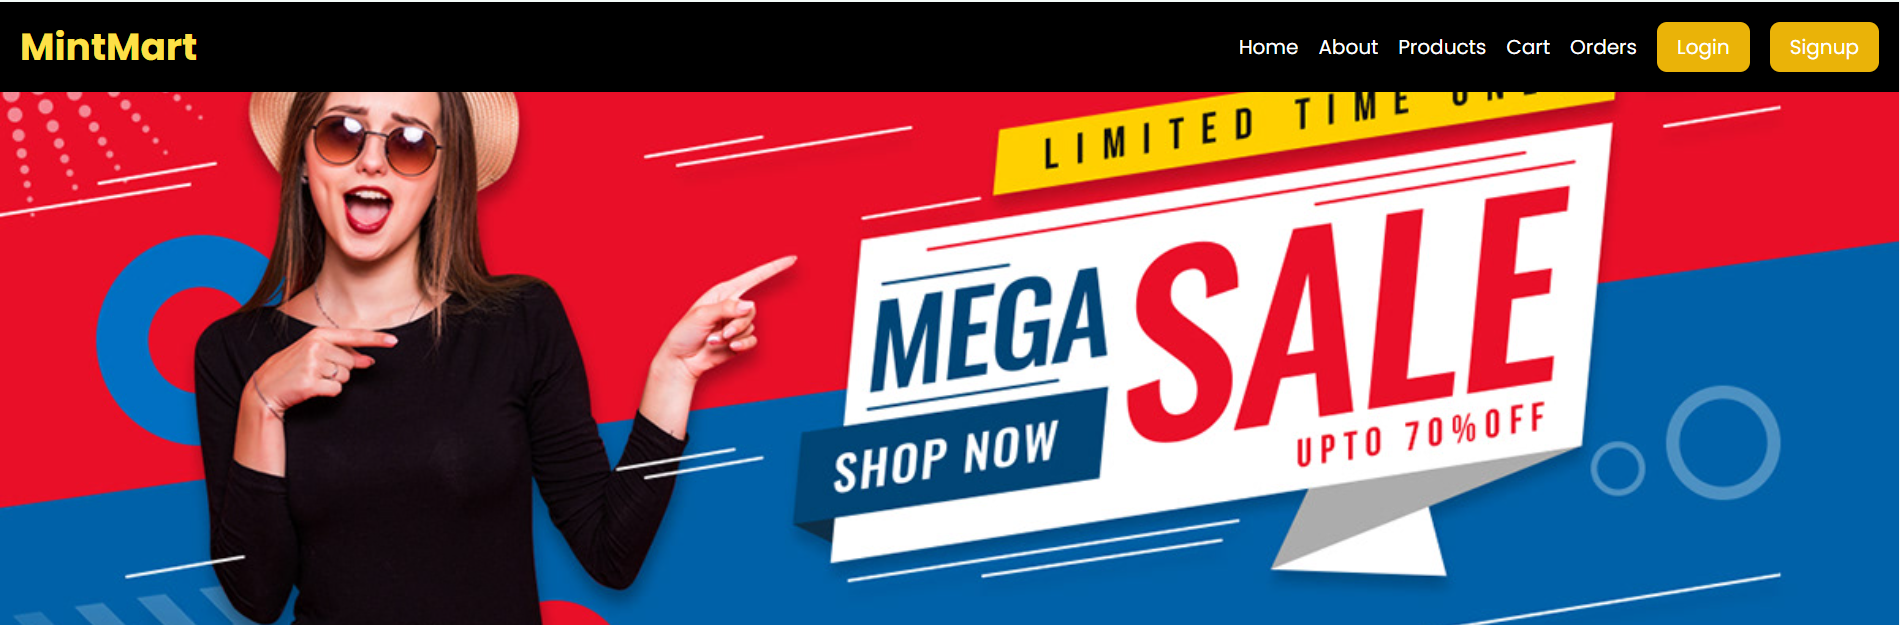 MintMart
Home About Products Cart Orders Login Signup
LIMITED TIME
MEGA SALE
SHOP NOW
UPTO 70%OFF